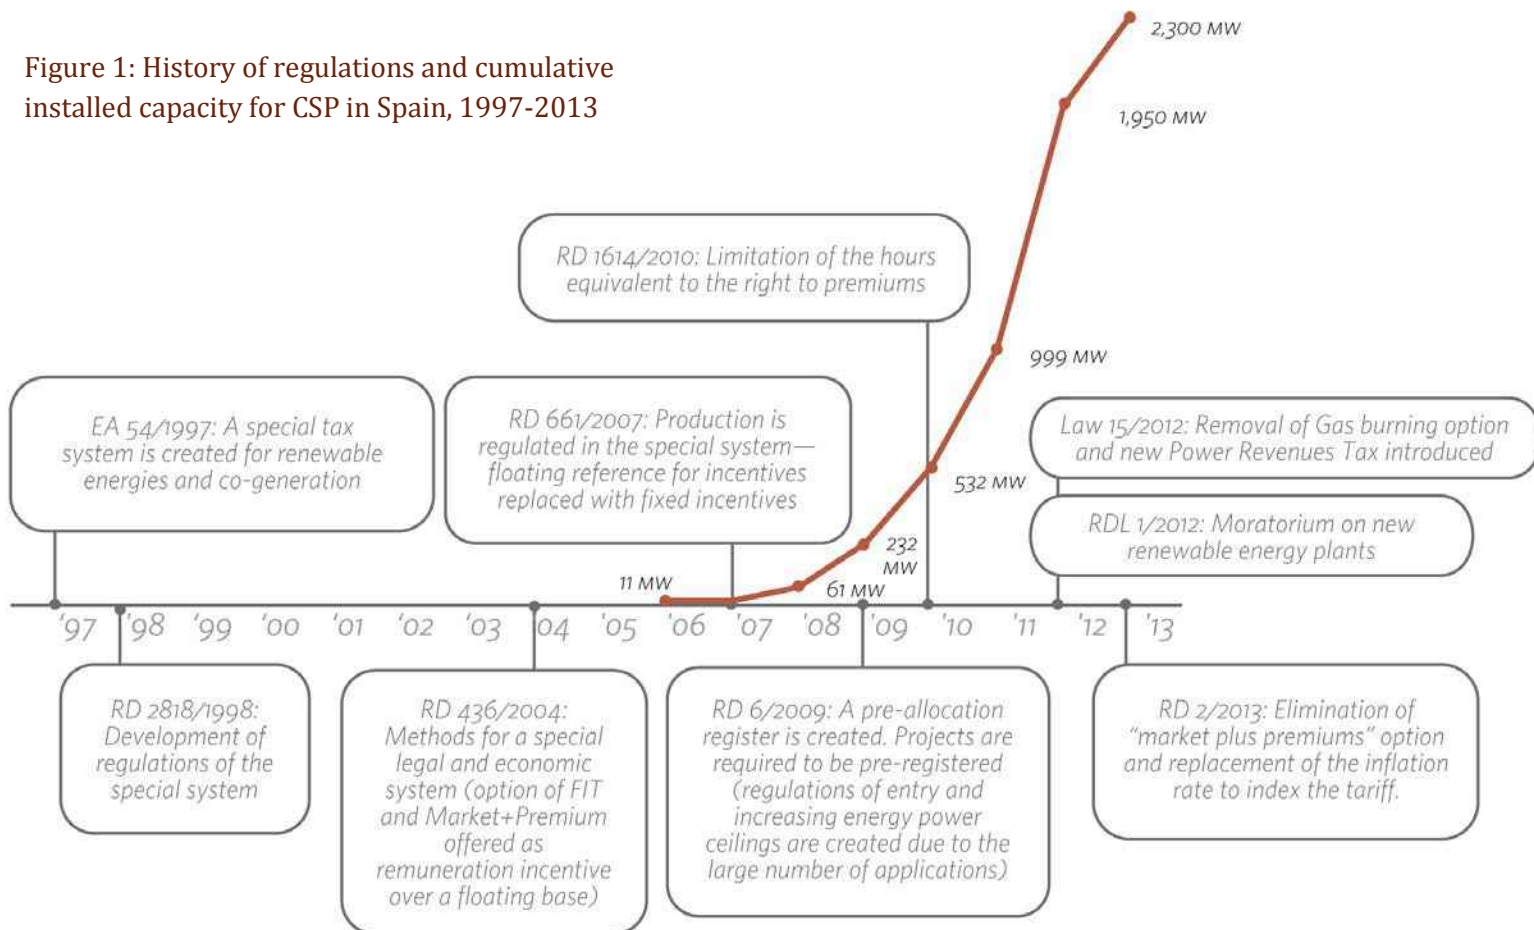 Figure 1: History of regulations and cumulative
installed capacity for CSP in Spain, 1997-2013
2,300 MW
1,950 MW
RD 1614/2010: Limitation of the hours
equivalent to the right to premiums
999 MW
EA 54/1997: A special tax
system is created for renewable
energies and co-generation
RD 661/2007: Production is
regulated in the special system—
floating reference for incentives
replaced with fixed incentives
Law 15/2012: Removal of Gas burning option
and new Power Revenues Tax introduced
532 MW
RDL 1/2012: Moratorium on new
renewable energy plants
232
MW
11 MW
61 MW
'97 '98 '99 '00 '01 '02 '03 '04 '05 '06 '07 '08 '09 '10 '11 '12 '13
RD 2818/1998:
Development of
regulations of the
special system
RD 436/2004:
Methods for a special
legal and economic
system (option of FIT
and Market+Premium
offered as
remuneration incentive
over a floating base)
RD 6/2009: A pre-allocation
register is created. Projects are
required to be pre-registered
(regulations of entry and
increasing energy power
ceilings are created due to the
large number of applications)
RD 2/2013: Elimination of
"market plus premiums" option
and replacement of the inflation
rate to index the tariff.